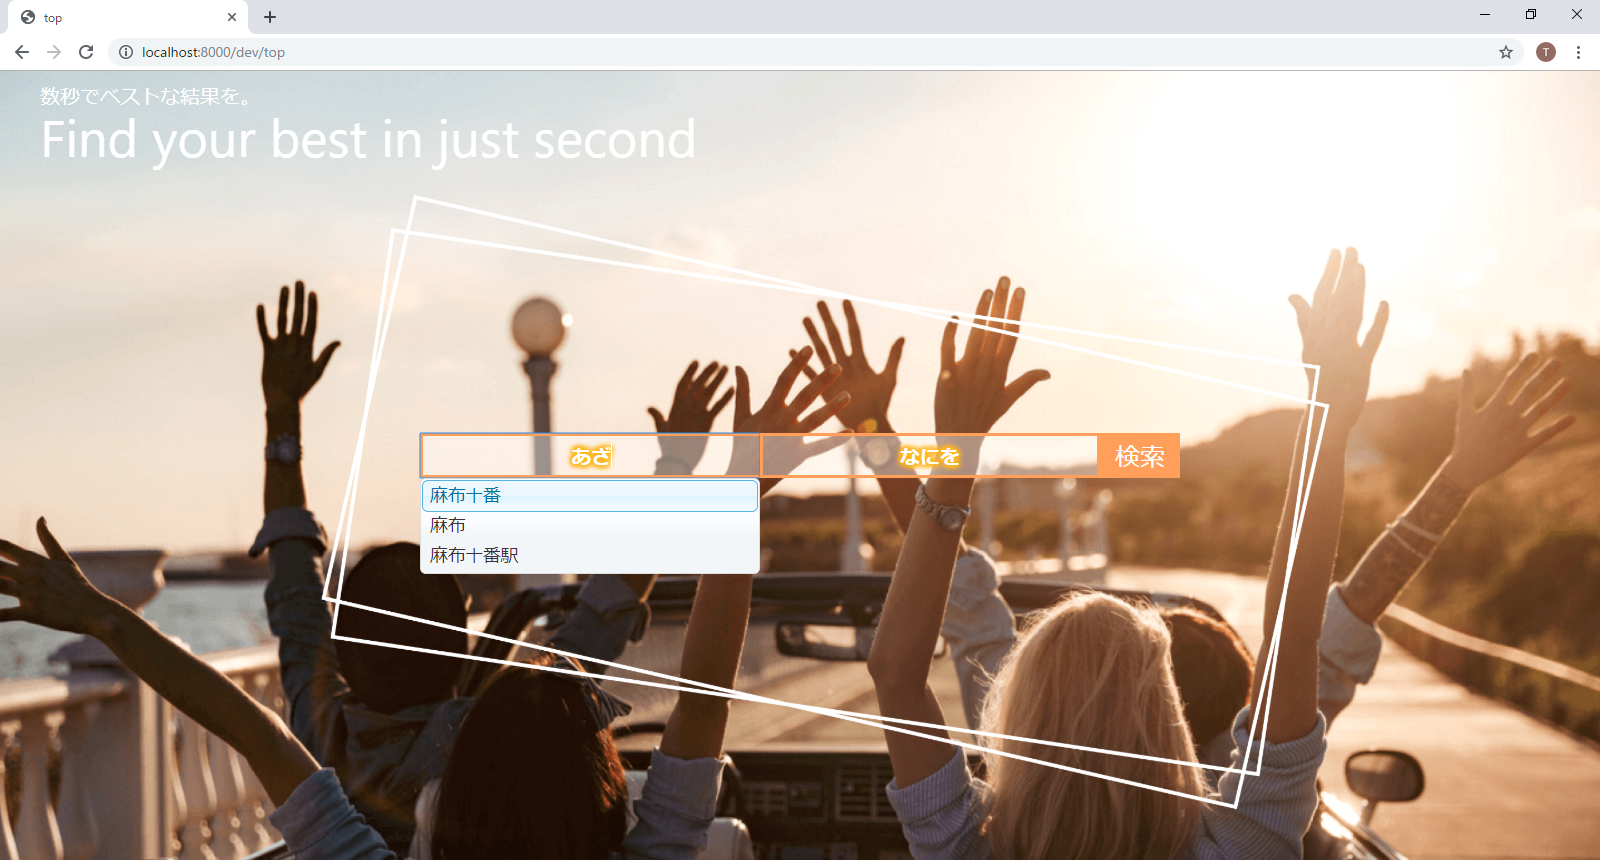 top
localhost:8000/dev/top
T
数秒でベストな結果を。
Find your best in just second
あざ
なにを
検索
麻布十番
麻布
麻布十番駅